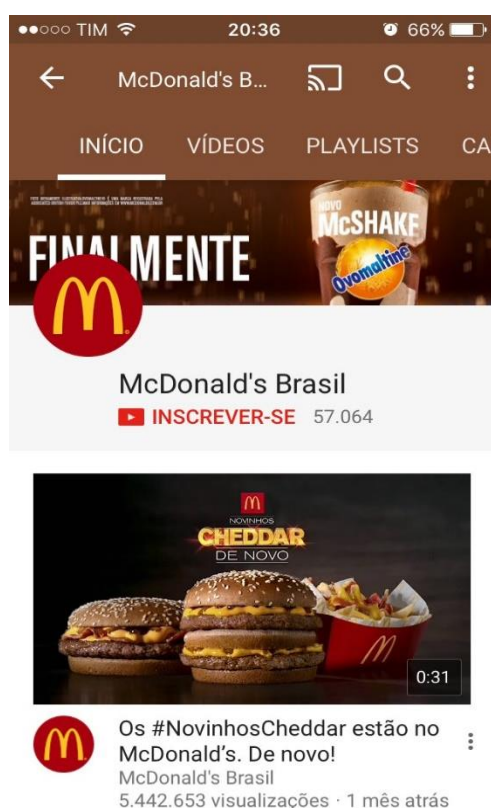 TIM 20:36 66%
McDonald's B...
INÍCIO VÍDEOS PLAYLISTS CA
FINALMENTE
NOVO
McSHAKE
Ovomaltine
McDonald's Brasil
INSCREVER-SE 57.064
NOVINHOS
CHEDDAR
DE NOVO
0:31
Os #NovinhosCheddar estão no
McDonald's. De novo!
McDonald's Brasil
5.442.653 visualizações · 1 mês atrás